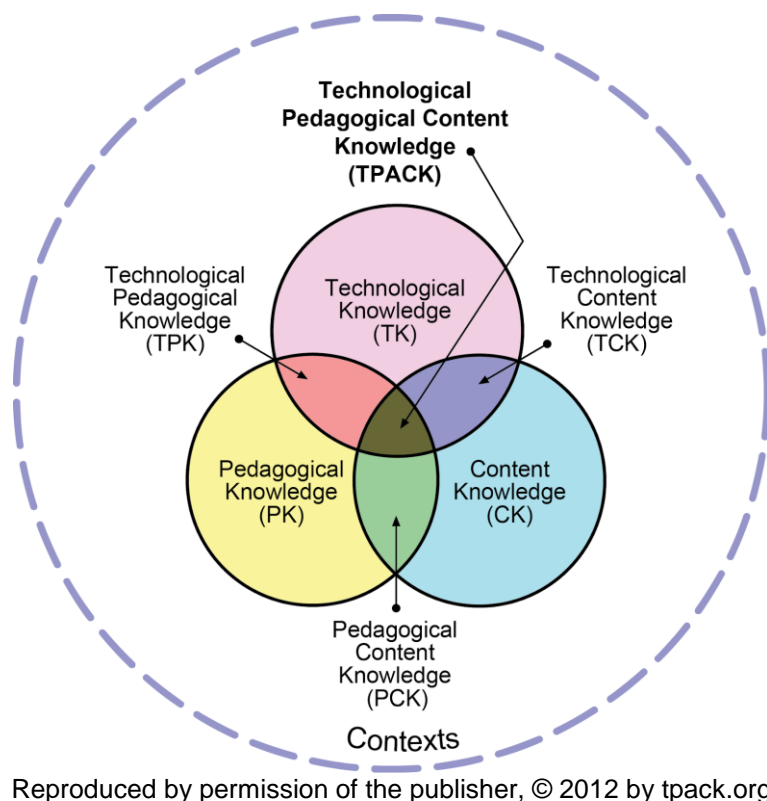 Technological
Pedagogical Content
Knowledge
(TPACK)
Technological
Pedagogical
Knowledge
(TPK)
Technological
Knowledge
(TK)
Technological
Content
Knowledge
(TCK)
Pedagogical
Knowledge
(PK)
Content
Knowledge
(CK)
Pedagogical
Content
Knowledge
(PCK)
Contexts
Reproduced by permission of the publisher, © 2012 by tpack.org